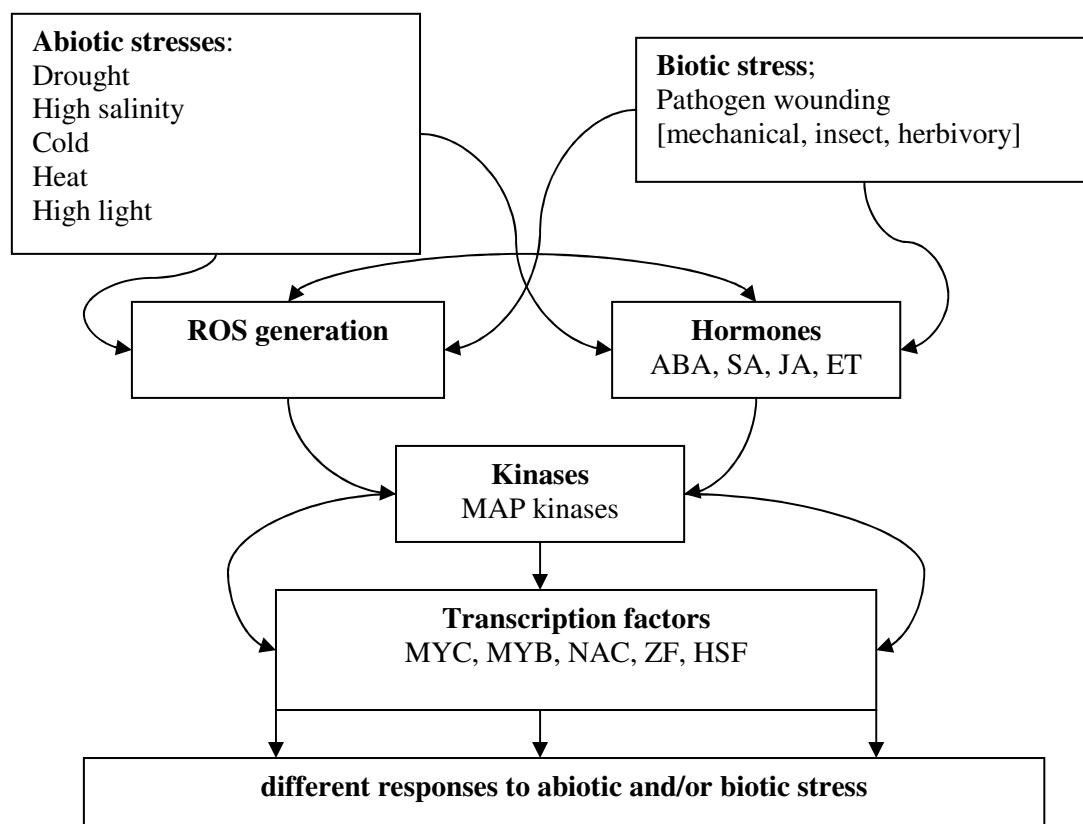 Abiotic stresses:
Drought
High salinity
Cold
Heat
High light
Biotic stress;
Pathogen wounding
[mechanical, insect, herbivory]
ROS generation
Hormones
ABA, SA, JA, ET
Kinases
MAP kinases
Transcription factors
MYC, MYB, NAC, ZF, HSF
different responses to abiotic and/or biotic stress